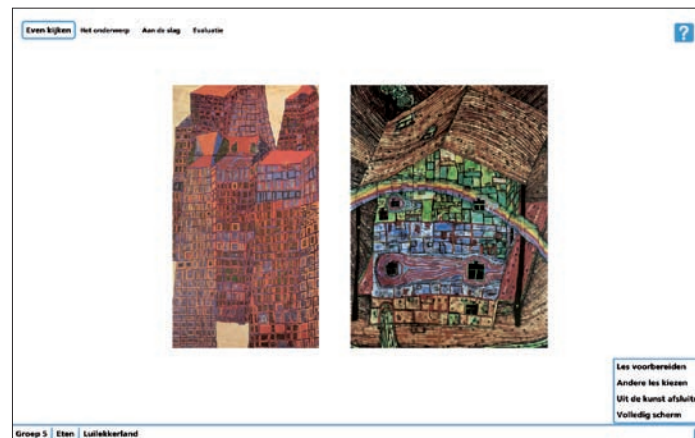 Even kijken Het onderwerp Aan de slag Evaluatie
?
Les voorbereiden
Andere les kiezen
Uit de kunst afsluite
Volledig scherm
Groep 5 Eten Luilekkerland